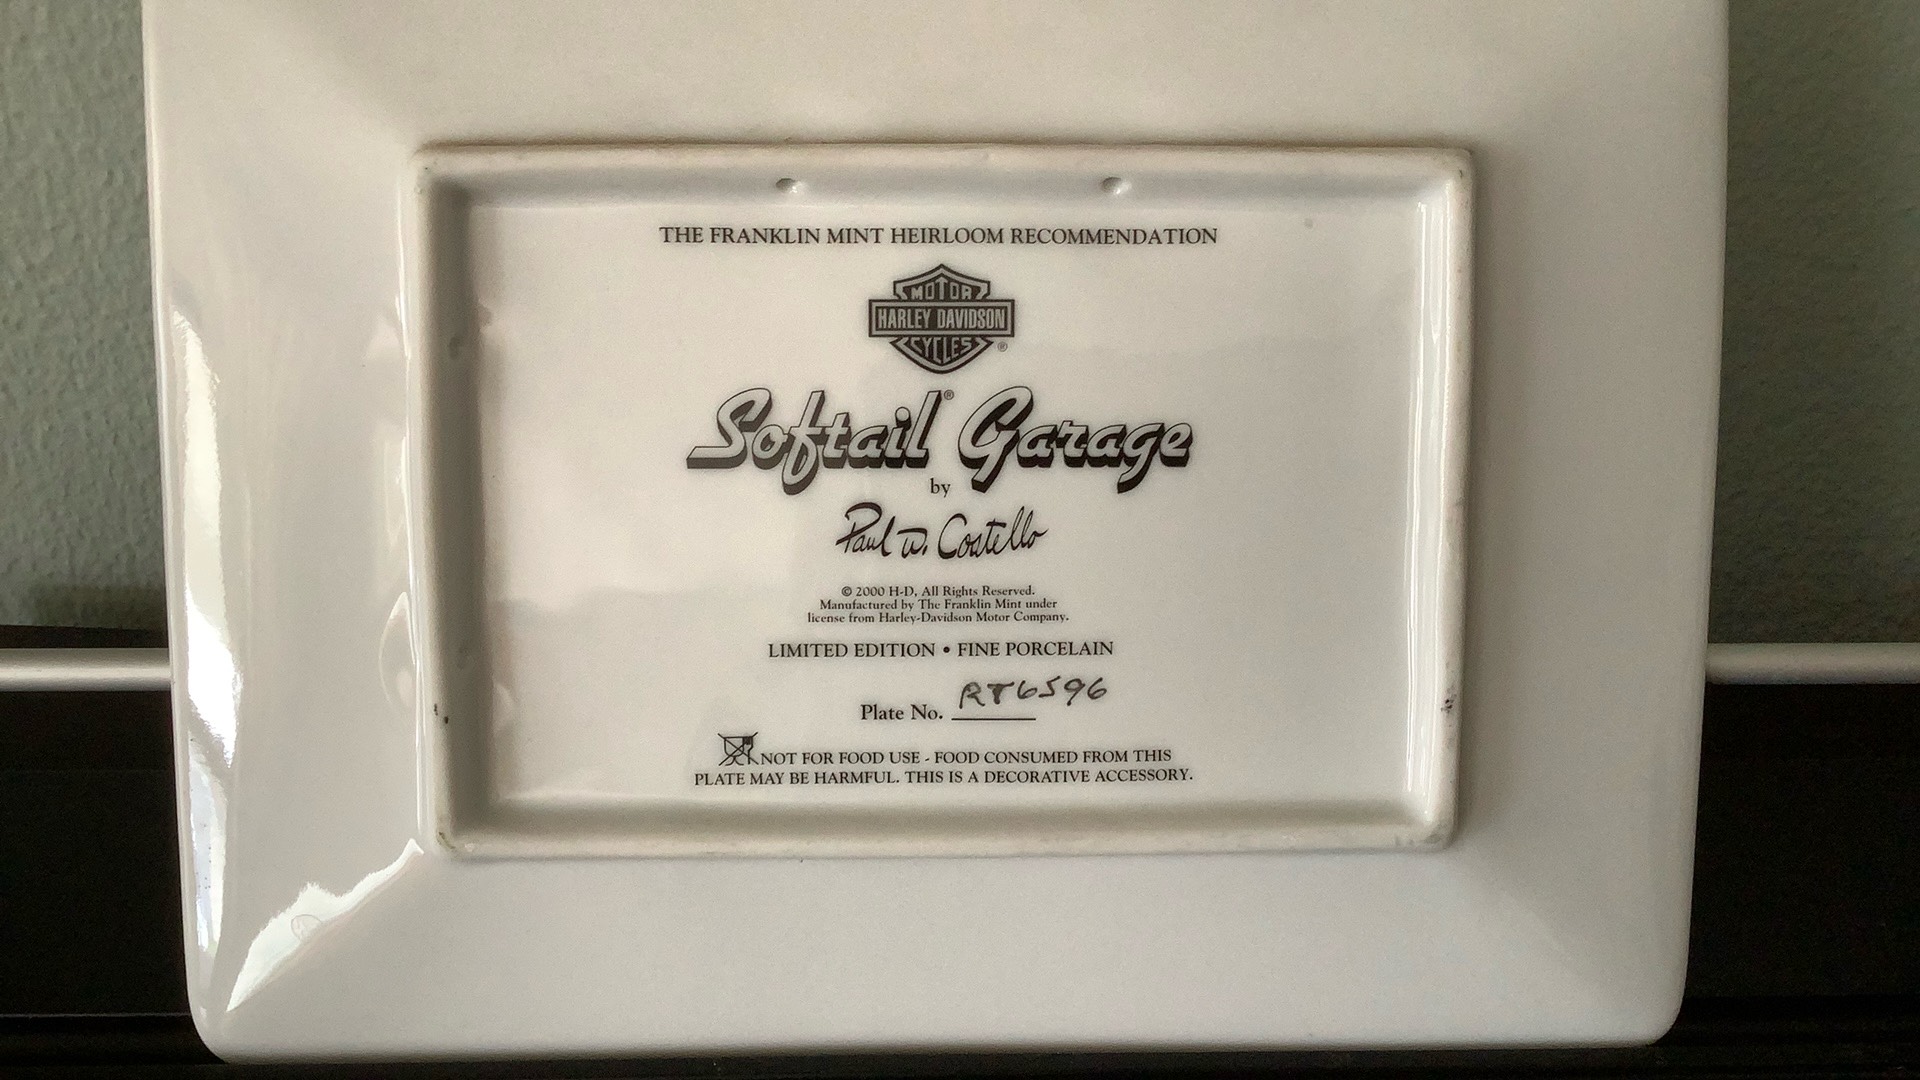 THE FRANKLIN MINT HEIRLOOM RECOMMENDATION
MOTOR
HARLEY DAVIDSON
CYCLES®
Softail® Garage
by
Paul W. Costello
© 2000 H-D, All Rights Reserved.
Manufactured by The Franklin Mint under
license from Harley-Davidson Motor Company.
LIMITED EDITION • FINE PORCELAIN
Plate No. RT6596
NOT FOR FOOD USE - FOOD CONSUMED FROM THIS
PLATE MAY BE HARMFUL. THIS IS A DECORATIVE ACCESSORY.